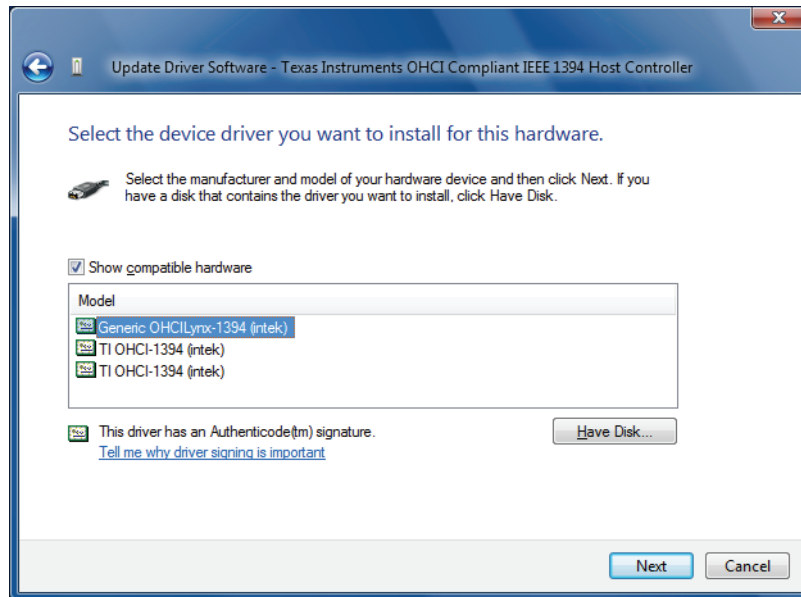 Update Driver Software - Texas Instruments OHCI Compliant IEEE 1394 Host Controller
Select the device driver you want to install for this hardware.
Select the manufacturer and model of your hardware device and then click Next. If you
have a disk that contains the driver you want to install, click Have Disk.
Show compatible hardware
Model
Generic OHCILynx-1394 (intek)
TI OHCI-1394 (intek)
TI OHCI-1394 (intek)
This driver has an Authenticode(tm) signature.
Have Disk...
Tell me why driver signing is important
Next
Cancel